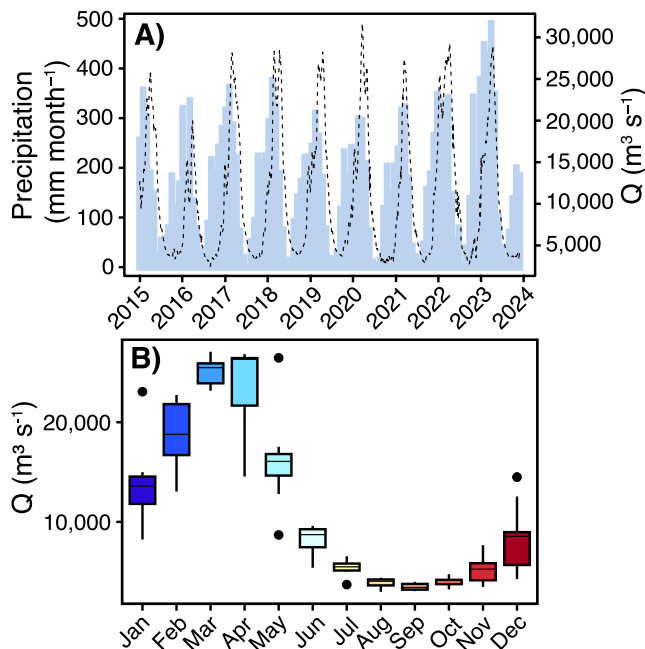 A)
Precipitation
(mm month⁻¹)
500
400
300
200
100
0
30,000
25,000
20,000
15,000
10,000
5,000
Q (m³ s⁻¹)
2015 2016 2017 2018 2019 2020 2021 2022 2023 2024
B)
Q (m³ s⁻¹)
20,000
10,000
Jan Feb Mar Apr May Jun Jul Aug Sep Oct Nov Dec